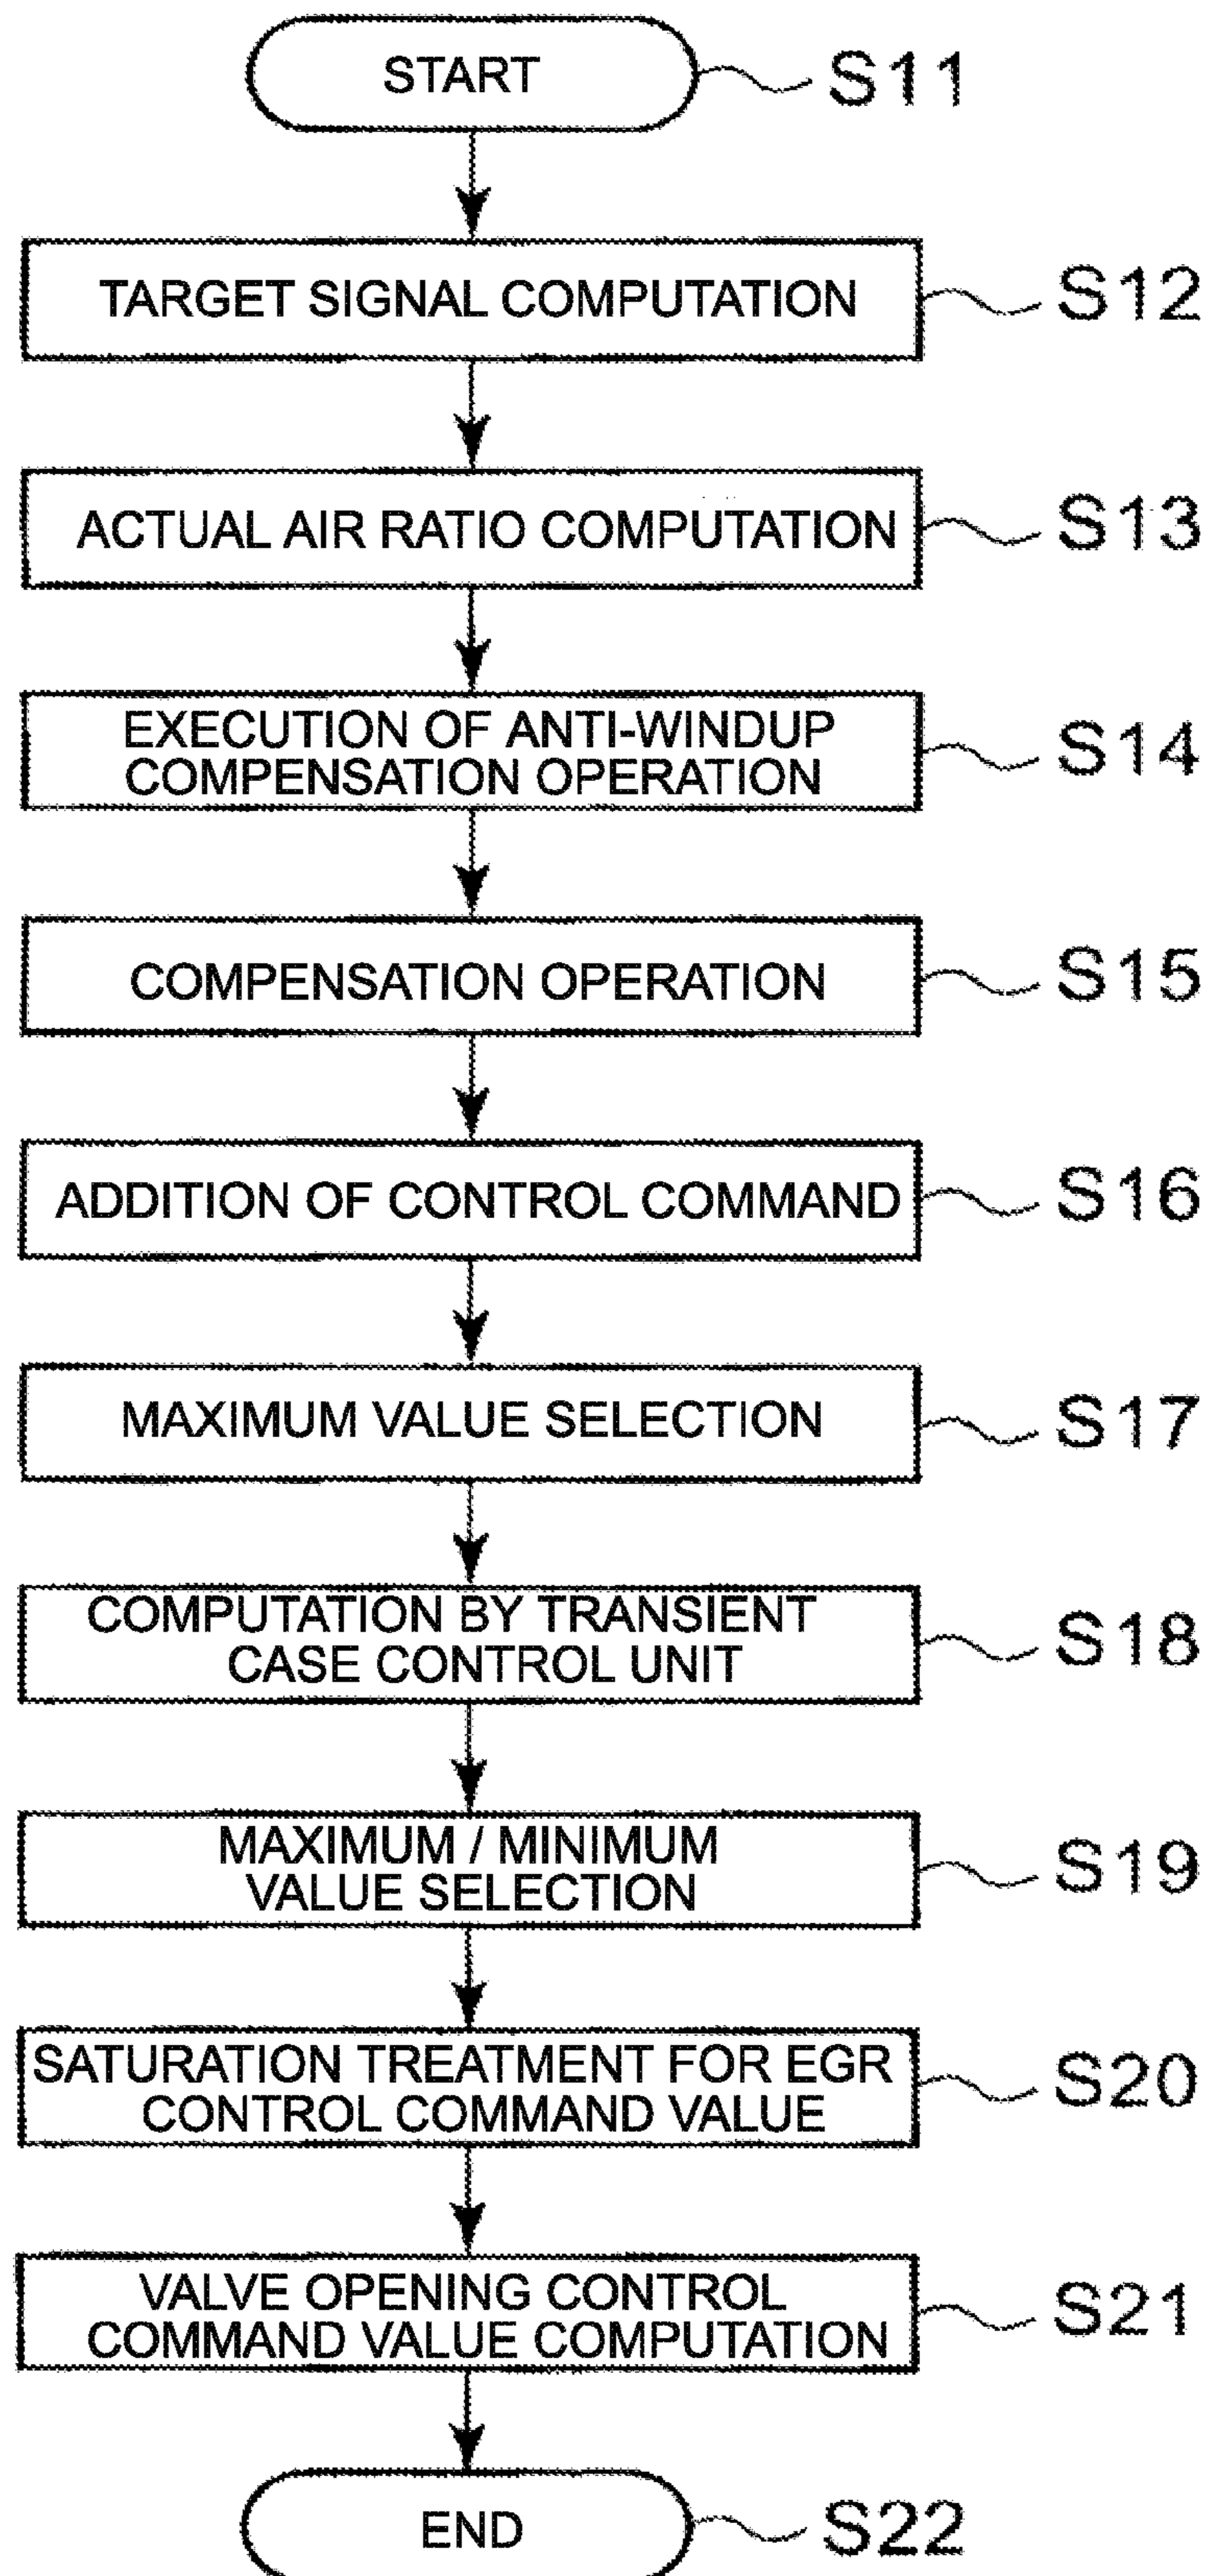 START
S11
TARGET SIGNAL COMPUTATION
S12
ACTUAL AIR RATIO COMPUTATION
S13
EXECUTION OF ANTI-WINDUP
COMPENSATION OPERATION
S14
COMPENSATION OPERATION
S15
ADDITION OF CONTROL COMMAND
S16
MAXIMUM VALUE SELECTION
S17
COMPUTATION BY TRANSIENT
CASE CONTROL UNIT
S18
MAXIMUM / MINIMUM
VALUE SELECTION
S19
SATURATION TREATMENT FOR EGR
CONTROL COMMAND VALUE
S20
VALVE OPENING CONTROL
COMMAND VALUE COMPUTATION
S21
END
S22